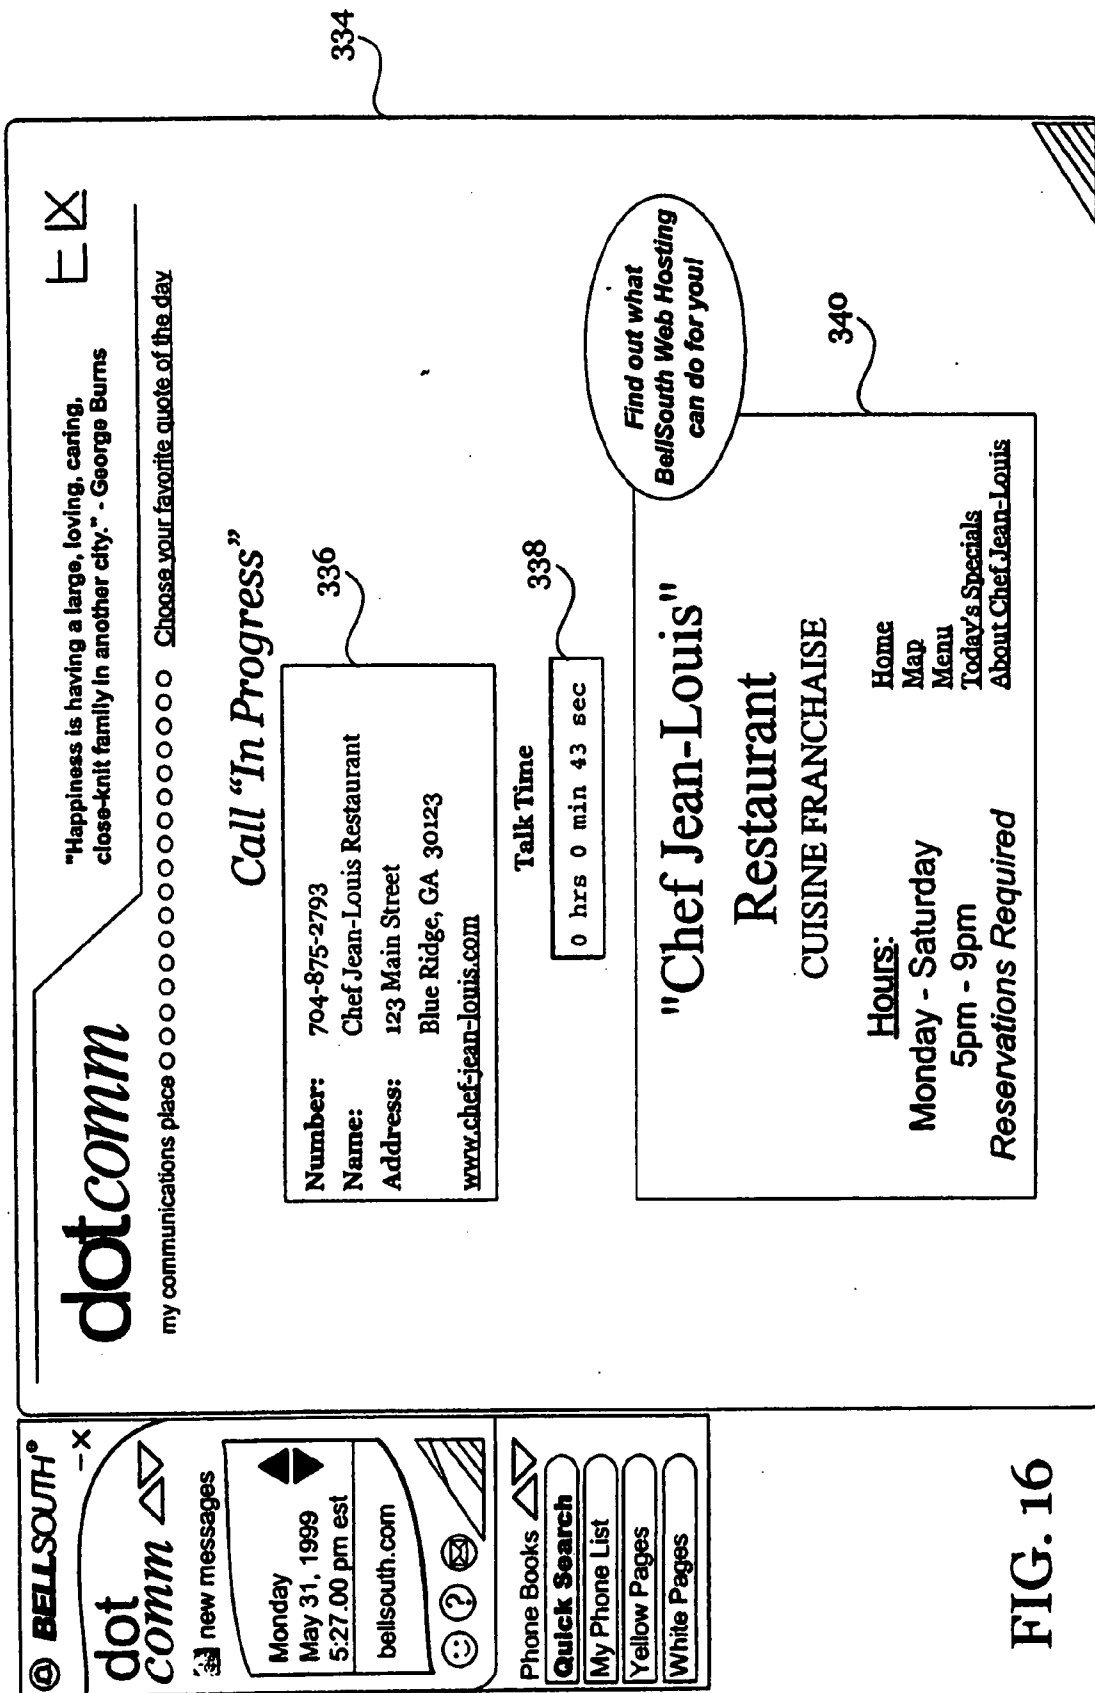 BELLSOUTH®
dot
comm
new messages
Monday
May 31, 1999
5:27.00 pm est
bellsouth.com
Phone Books
Quick Search
My Phone List
Yellow Pages
White Pages
dotcomm
"Happiness is having a large, loving, caring,
close-knit family in another city." - George Burns
my communications place
Choose your favorite quote of the day
334
Call “In Progress”
336
Number: 704-875-2793
Name: Chef Jean-Louis Restaurant
Address: 123 Main Street
Blue Ridge, GA 30123
www.chef-jean-louis.com
Talk Time
338
0 hrs 0 min 43 sec
Find out what
BellSouth Web Hosting
can do for you!
340
"Chef Jean-Louis"
Restaurant
CUISINE FRANCHAISE
Hours:
Monday - Saturday
5pm - 9pm
Reservations Required
Home
Map
Menu
Today's Specials
About Chef Jean-Louis
FIG. 16